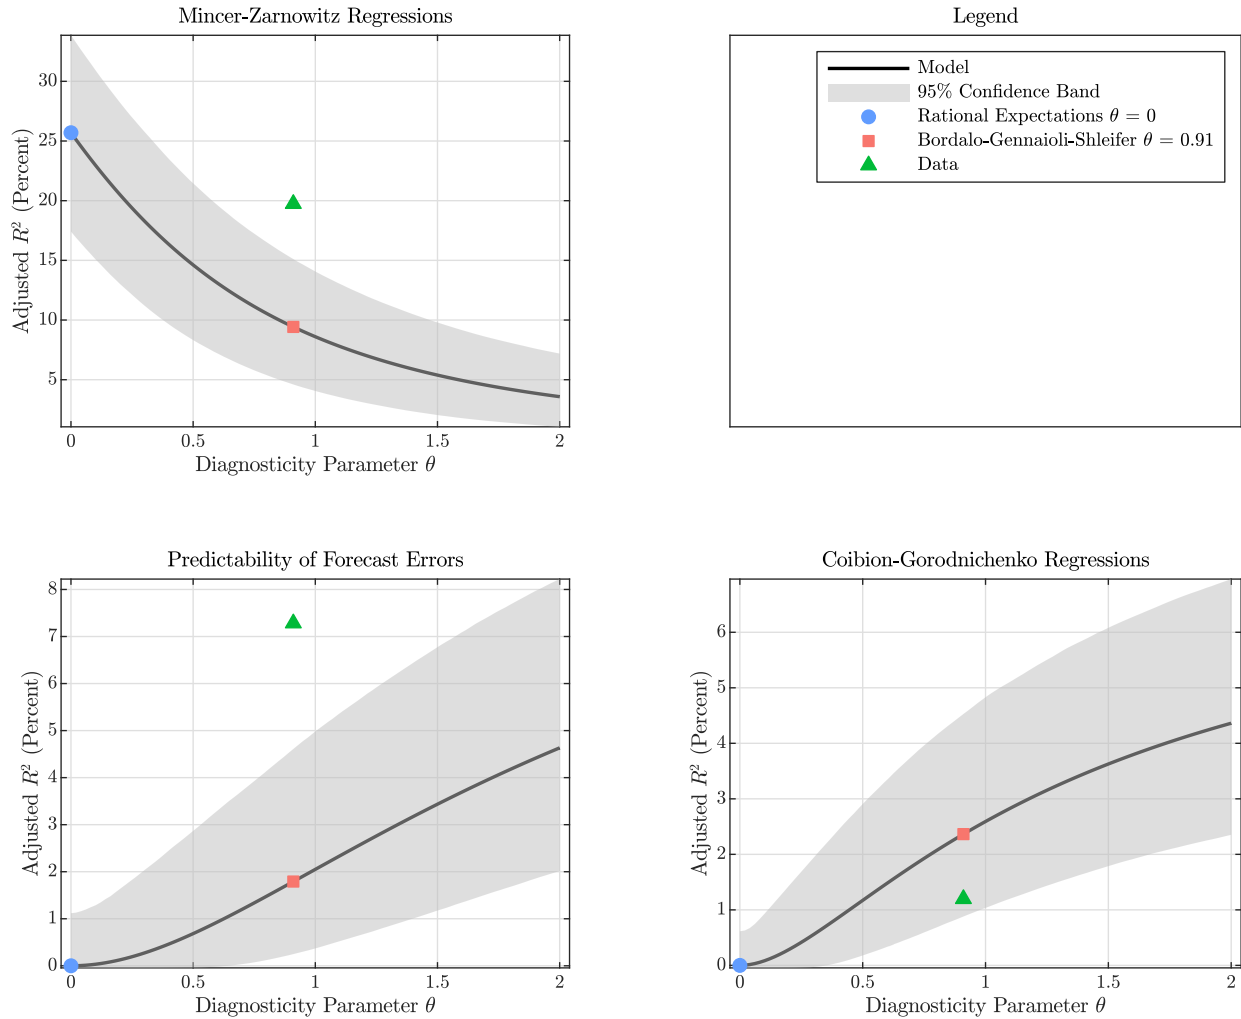 Mincer-Zarnowitz Regressions
Adjusted R² (Percent)
30
25
20
15
10
5
0 0.5 1 1.5 2
Diagnosticity Parameter θ
Legend
Model
95% Confidence Band
Rational Expectations θ = 0
Bordalo-Gennaioli-Shleifer θ = 0.91
Data
Predictability of Forecast Errors
Adjusted R² (Percent)
8
7
6
5
4
3
2
1
0
0 0.5 1 1.5 2
Diagnosticity Parameter θ
Coibion-Gorodnichenko Regressions
Adjusted R² (Percent)
6
5
4
3
2
1
0
0 0.5 1 1.5 2
Diagnosticity Parameter θ